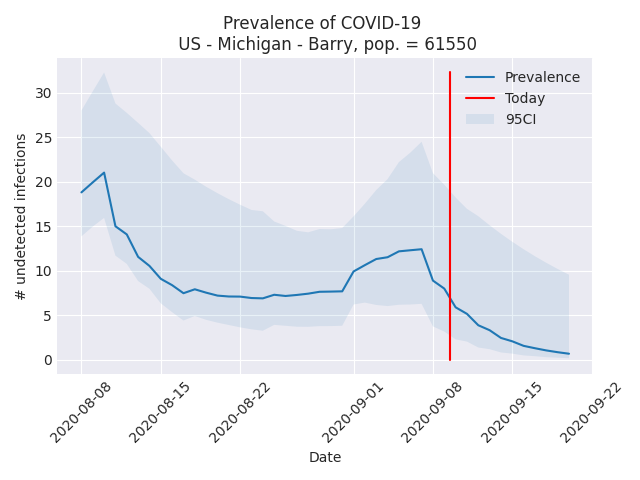 Prevalence of COVID-19
US - Michigan - Barry, pop. = 61550
# undetected infections
30
25
20
15
10
5
0
Prevalence
Today
95CI
2020-08-08
2020-08-15
2020-08-22
2020-09-01
2020-09-08
2020-09-15
2020-09-22
Date